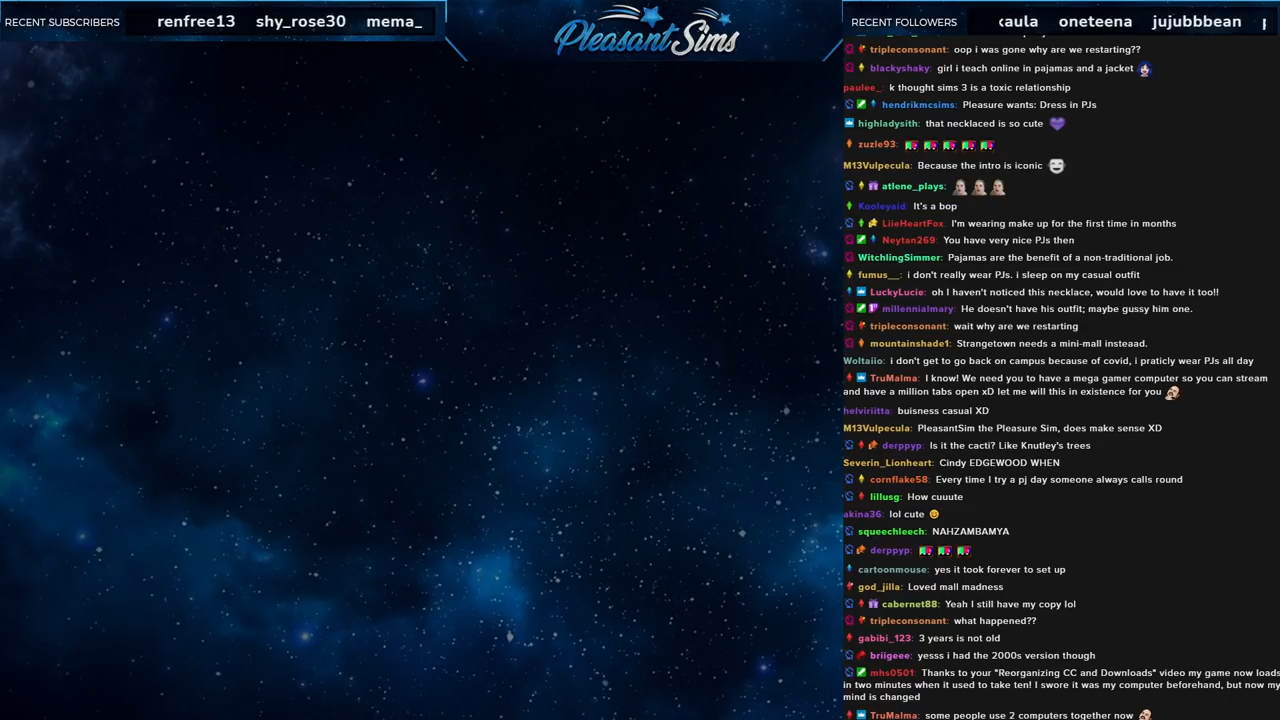 RECENT SUBSCRIBERS renfree13 shy_rose30 mema_
PleasantSims
RECENT FOLLOWERS kaula oneteena jujubbbean
tripleconsonant: oop i was gone why are we restarting??
blackyshaky: girl i teach online in pajamas and a jacket
paulee_: k thought sims 3 is a toxic relationship
hendrikmcsims: Pleasure wants: Dress in PJs
highladysith: that necklaced is so cute
zuzle93:
M13Vulpecula: Because the intro is iconic
atlene_plays:
Kooleyaid: It's a bop
LiieHeartFox: I'm wearing make up for the first time in months
Neytan269: You have very nice PJs then
WitchlingSimmer: Pajamas are the benefit of a non-traditional job.
fumus__: i don't really wear PJs. i sleep on my casual outfit
LuckyLucie: oh I haven't noticed this necklace, would love to have it too!!
millennialmary: He doesn't have his outfit; maybe gussy him one.
tripleconsonant: wait why are we restarting
mountainshade1: Strangetown needs a mini-mall insteaad.
Woltaiio: i don't get to go back on campus because of covid, i praticly wear PJs all day
TruMalma: I know! We need you to have a mega gamer computer so you can stream
and have a million tabs open xD let me will this in existence for you
helviriitta: buisness casual XD
M13Vulpecula: PleasantSim the Pleasure Sim, does make sense XD
derppyp: Is it the cacti? Like Knutley's trees
Severin_Lionheart: Cindy EDGEWOOD WHEN
cornflake58: Every time I try a pj day someone always calls round
lillusg: How cuuute
akina36: lol cute
squeechleech: NAHZAMBAMYA
derppyp:
cartoonmouse: yes it took forever to set up
god_jilla: Loved mall madness
cabernet88: Yeah I still have my copy lol
tripleconsonant: what happened??
gabibi_123: 3 years is not old
briigeee: yesss i had the 2000s version though
mhs0501: Thanks to your "Reorganizing CC and Downloads" video my game now loads
in two minutes when it used to take ten! I swore it was my computer beforehand, but now my
mind is changed
TruMalma: some people use 2 computers together now